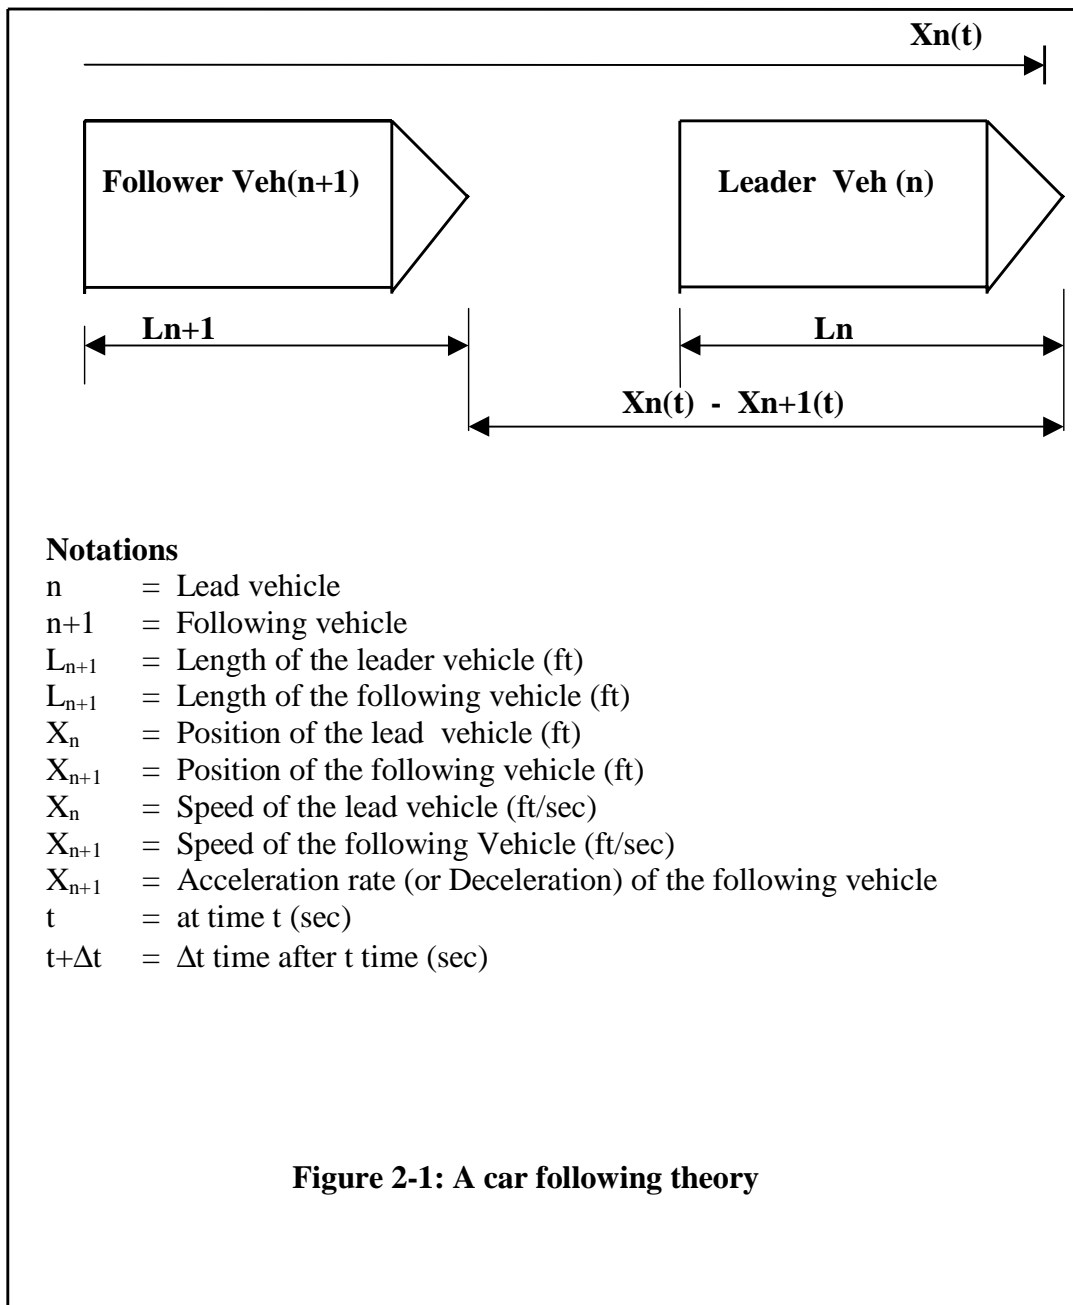 Xn(t)
Follower Veh(n+1)
Leader Veh (n)
Ln+1
Ln
Xn(t) - Xn+1(t)
Notations
n = Lead vehicle
n+1 = Following vehicle
Ln+1 = Length of the leader vehicle (ft)
Ln+1 = Length of the following vehicle (ft)
Xn = Position of the lead vehicle (ft)
Xn+1 = Position of the following vehicle (ft)
Xn = Speed of the lead vehicle (ft/sec)
Xn+1 = Speed of the following Vehicle (ft/sec)
Xn+1 = Acceleration rate (or Deceleration) of the following vehicle
t = at time t (sec)
t+Δt = Δt time after t time (sec)
Figure 2-1: A car following theory